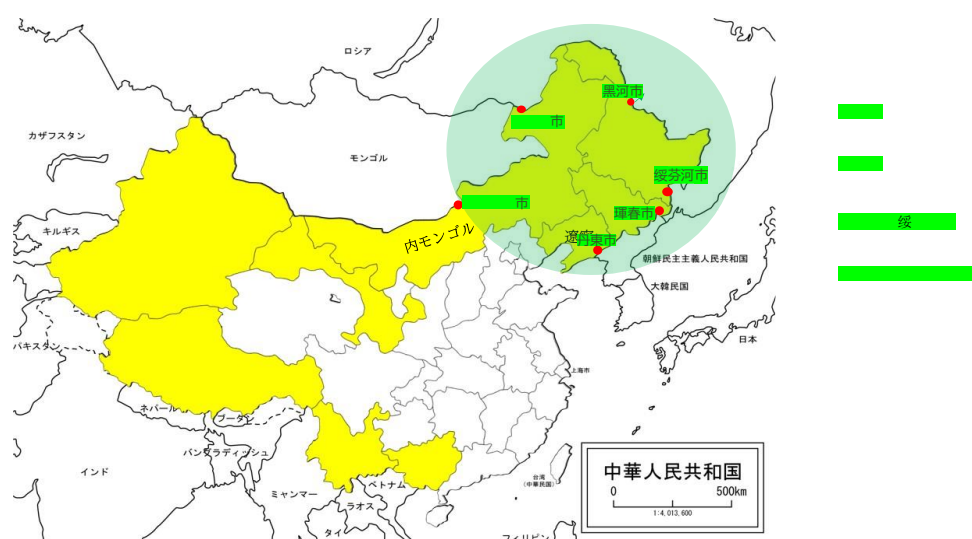 ロシア
黒河市
市
カザフスタン
モンゴル
綏芬河市
市
琿春市
キルギス
内モンゴル
遼寧
丹東市
綏
朝鮮民主主義人民共和国
大韓民国
日本
パキスタン
上海市
ネパール
ブータン
バングラディッシュ
インド
ミャンマー
ベトナム
ラオス
タイ
台湾
(中華民国)
フィリピン
中華人民共和国
0 500km
1:4,013,600